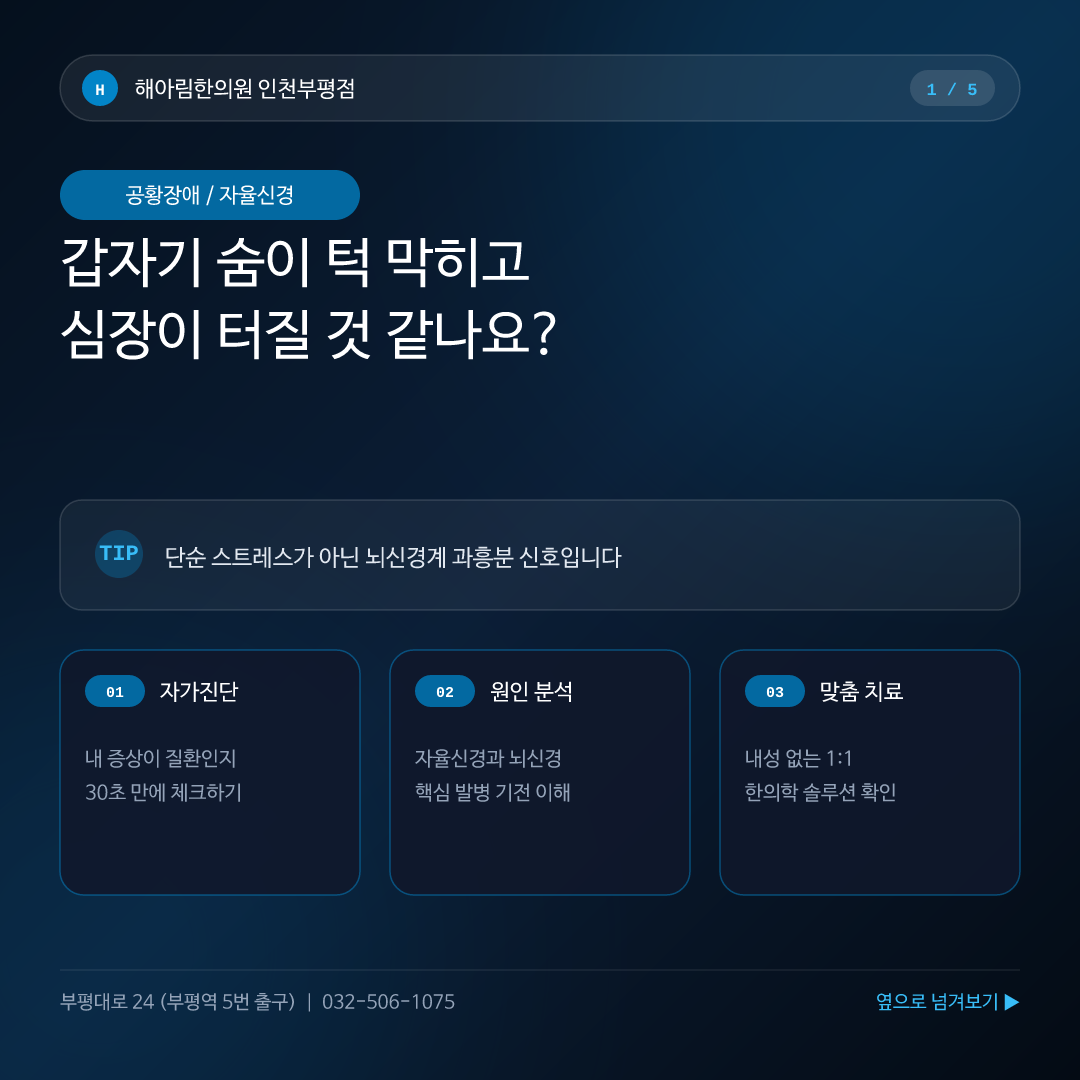 H 해아림한의원 인천부평점 1 / 5
공황장애 / 자율신경
갑자기 숨이 턱 막히고
심장이 터질 것 같나요?
TIP 단순 스트레스가 아닌 뇌신경계 과흥분 신호입니다
01 자가진단
내 증상이 질환인지
30초 만에 체크하기
02 원인 분석
자율신경과 뇌신경
핵심 발병 기전 이해
03 맞춤 치료
내성 없는 1:1
한의학 솔루션 확인
부평대로 24 (부평역 5번 출구) | 032-506-1075
옆으로 넘겨보기 ▶